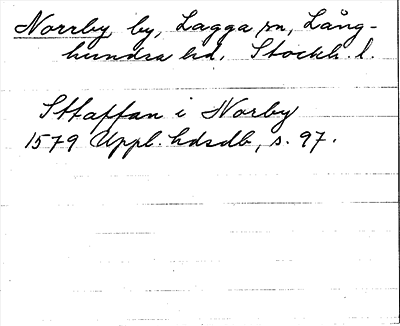 Norrby by, Lagga sn, Lång-
hundra hd, Stockh. l.
Sttaffan i Norby
1579 Uppl. hdsdb, s. 97.